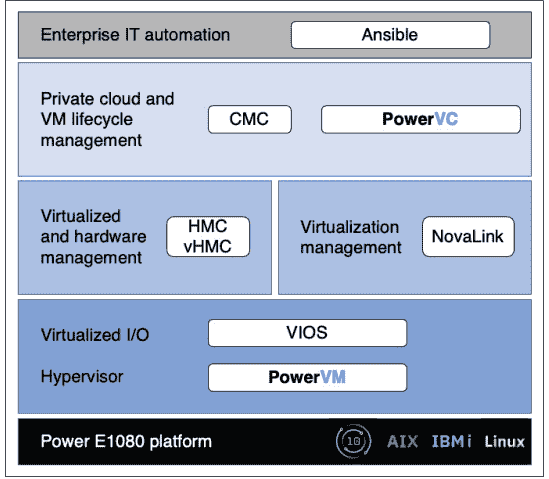 Enterprise IT automation
Ansible
Private cloud and
VM lifecycle
management
CMC
PowerVC
Virtualized
and hardware
management
HMC
vHMC
Virtualization
management
NovaLink
Virtualized I/O
VIOS
Hypervisor
PowerVM
Power E1080 platform
10
AIX
IBM i
Linux